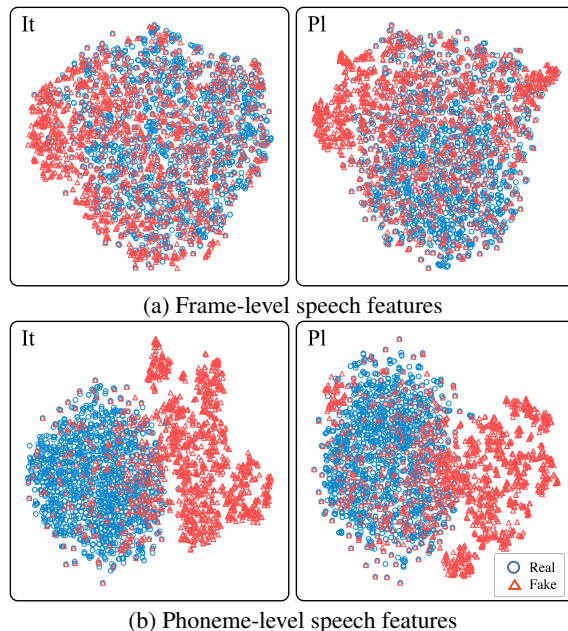 It
Pl
(a) Frame-level speech features
It
Pl
Real
Fake
(b) Phoneme-level speech features